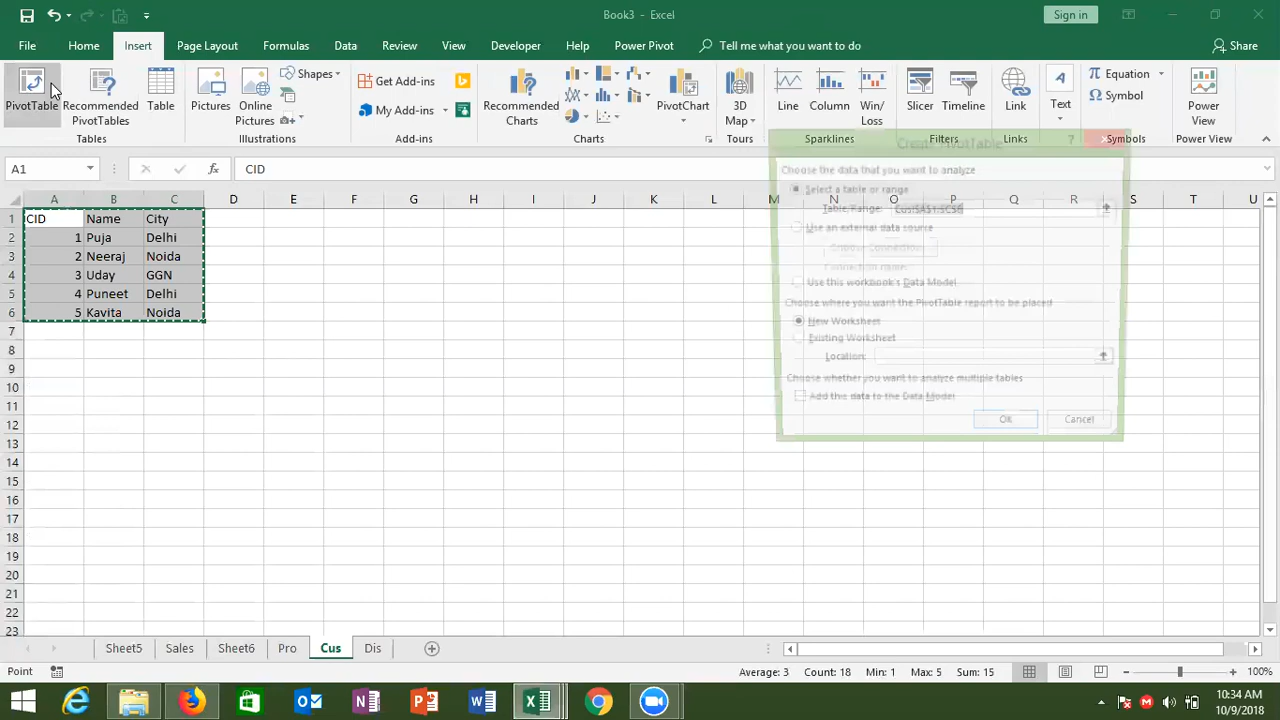 Book3 - Excel
Sign in
File Home Insert Page Layout Formulas Data Review View Developer Help Power Pivot Tell me what you want to do Share
PivotTable Recommended PivotTables Table Pictures Online Pictures Shapes Get Add-ins My Add-ins Recommended Charts PivotChart 3D Map Line Column Win/Loss Slicer Timeline Link Text Equation Symbol Power View
Tables Illustrations Add-ins Charts Tours Sparklines Filters Links Symbols Power View
A1 fx CID
Create PivotTable
Choose the data that you want to analyze
Select a table or range
Table/Range: Cus!$A$1:$C$6
Use an external data source
Choose Connection...
Connection name:
Use this workbook's Data Model
Choose where you want the PivotTable report to be placed
New Worksheet
Existing Worksheet
Location:
Choose whether you want to analyze multiple tables
Add this data to the Data Model
OK Cancel
A B C D E F G H I J K L M N O P Q R S T U
1 CID Name City
2 1 Puja Delhi
3 2 Neeraj Noida
4 3 Uday GGN
5 4 Puneet Delhi
6 5 Kavita Noida
7
8
9
10
11
12
13
14
15
16
17
18
19
20
21
22
23
Sheet5 Sales Sheet6 Pro Cus Dis
Point Average: 3 Count: 18 Min: 1 Max: 5 Sum: 15 100%
10:34 AM
10/9/2018